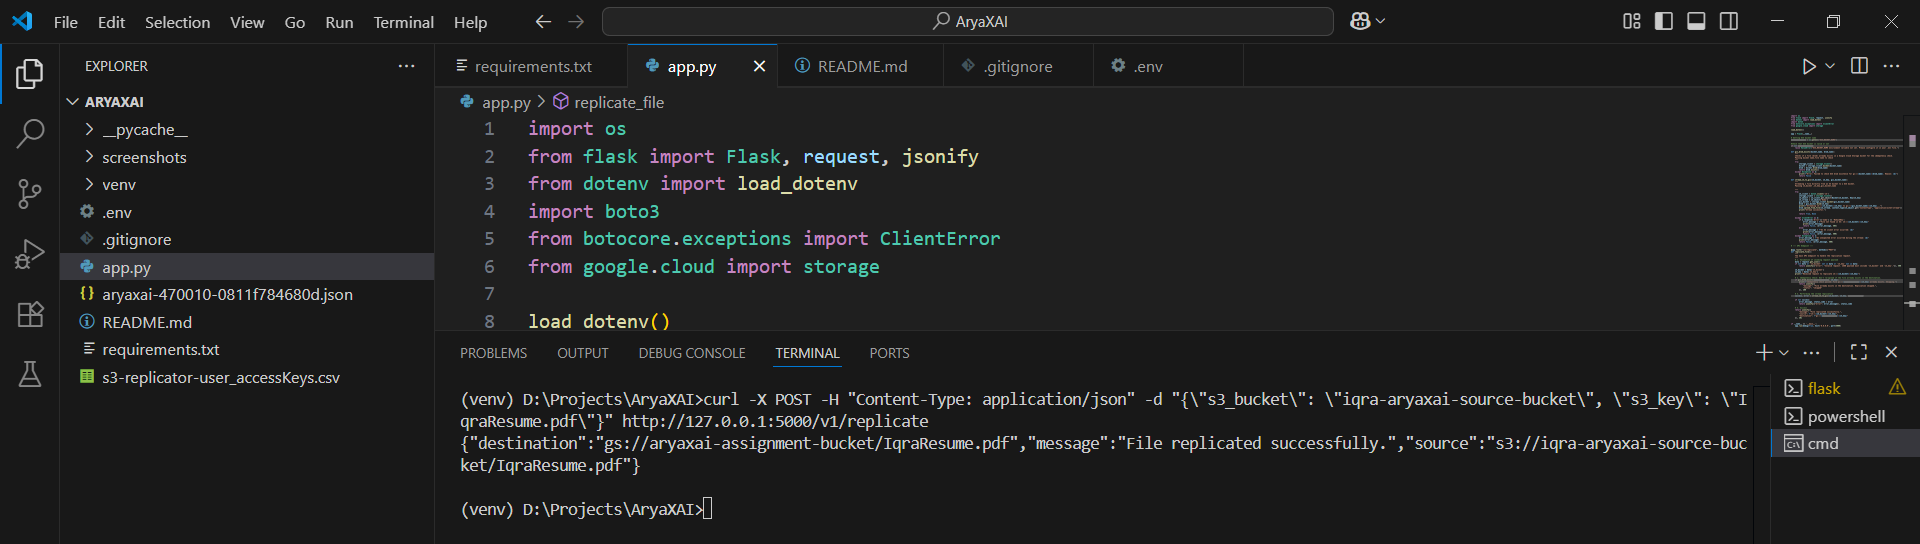 File Edit Selection View Go Run Terminal Help
AryaXAI
EXPLORER
ARYAXAI
__pycache__
screenshots
venv
.env
.gitignore
app.py
aryaxai-470010-0811f784680d.json
README.md
requirements.txt
s3-replicator-user_accessKeys.csv
requirements.txt app.py README.md .gitignore .env
app.py > replicate_file
1 import os
2 from flask import Flask, request, jsonify
3 from dotenv import load_dotenv
4 import boto3
5 from botocore.exceptions import ClientError
6 from google.cloud import storage
7
8 load_dotenv()
PROBLEMS OUTPUT DEBUG CONSOLE TERMINAL PORTS
(venv) D:\Projects\AryaXAI>curl -X POST -H "Content-Type: application/json" -d "{\"s3_bucket\": \"iqra-aryaxai-source-bucket\", \"s3_key\": \"I
qraResume.pdf\"}" http://127.0.0.1:5000/v1/replicate
{"destination":"gs://aryaxai-assignment-bucket/IqraResume.pdf","message":"File replicated successfully.","source":"s3://iqra-aryaxai-source-buc
ket/IqraResume.pdf"}
(venv) D:\Projects\AryaXAI>
flask
powershell
cmd